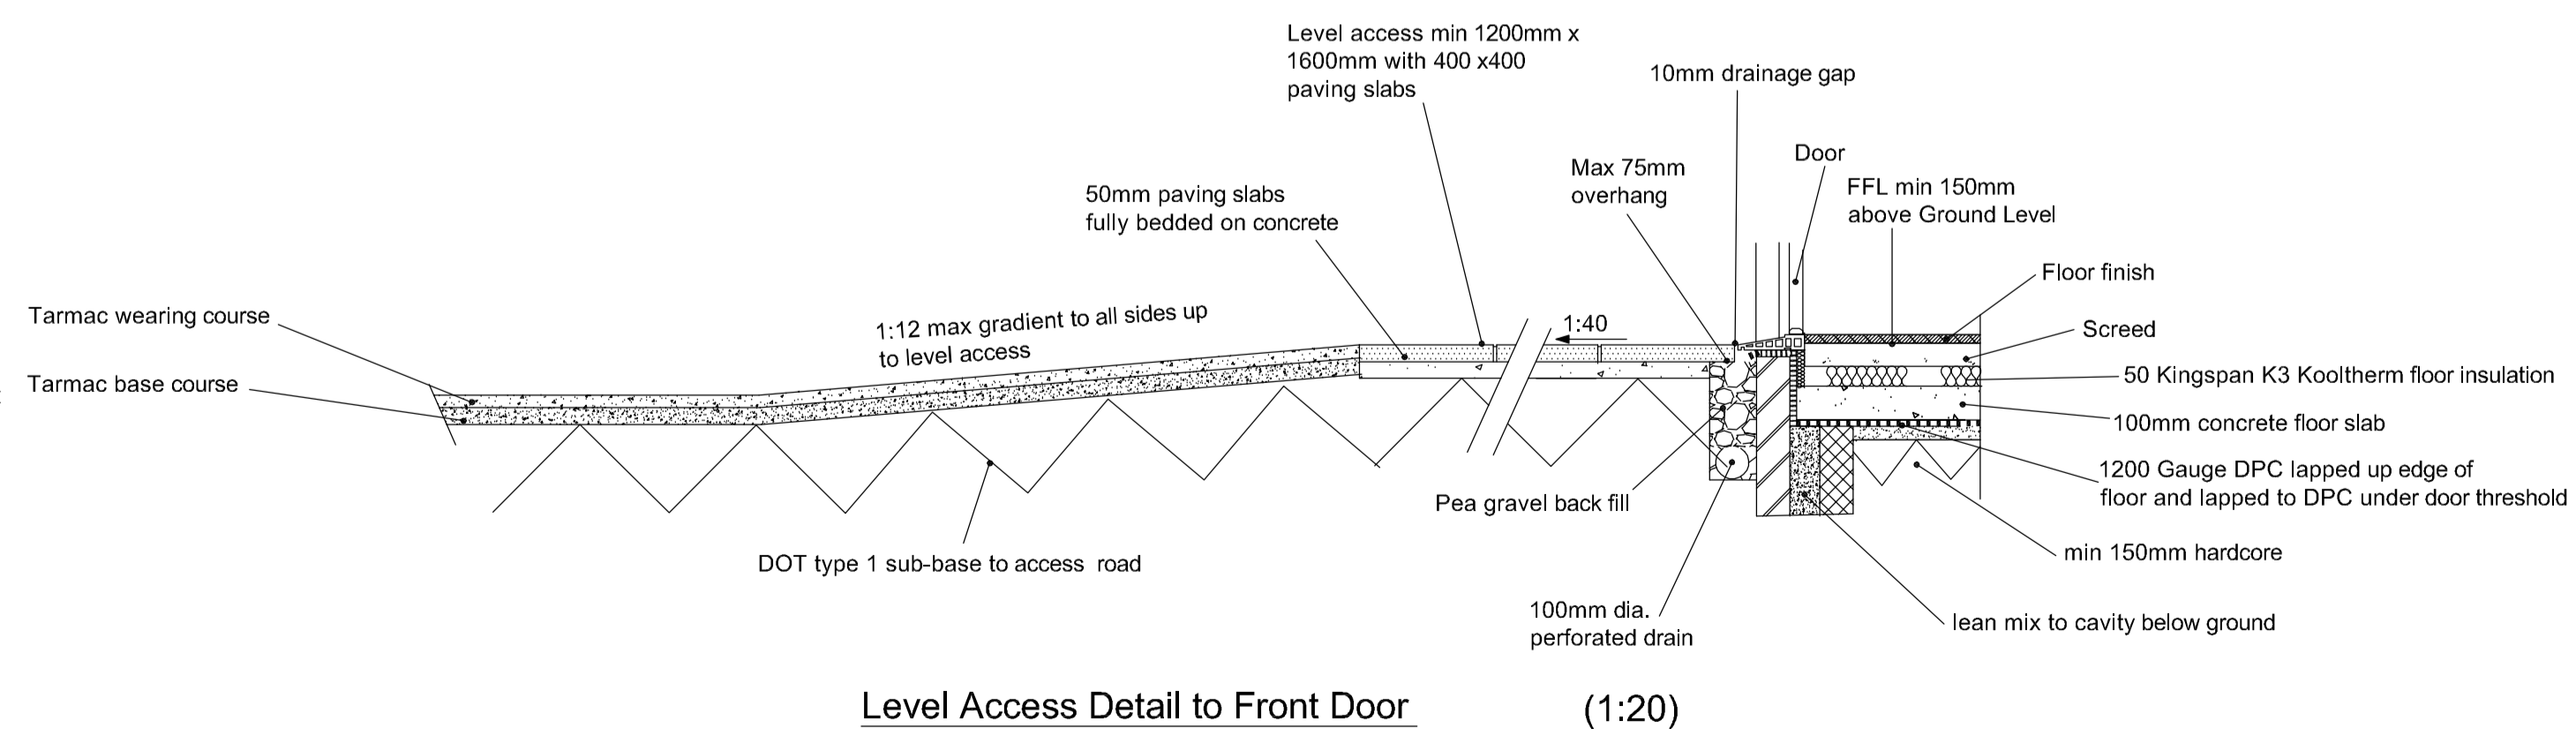 Level access min 1200mm x
1600mm with 400 x400
paving slabs
10mm drainage gap
Door
Max 75mm
overhang
FFL min 150mm
above Ground Level
50mm paving slabs
fully bedded on concrete
Floor finish
Tarmac wearing course
1:12 max gradient to all sides up
to level access
1:40
Screed
Tarmac base course
50 Kingspan K3 Kooltherm floor insulation
100mm concrete floor slab
1200 Gauge DPC lapped up edge of
floor and lapped to DPC under door threshold
Pea gravel back fill
min 150mm hardcore
DOT type 1 sub-base to access road
100mm dia.
perforated drain
lean mix to cavity below ground
Level Access Detail to Front Door (1:20)